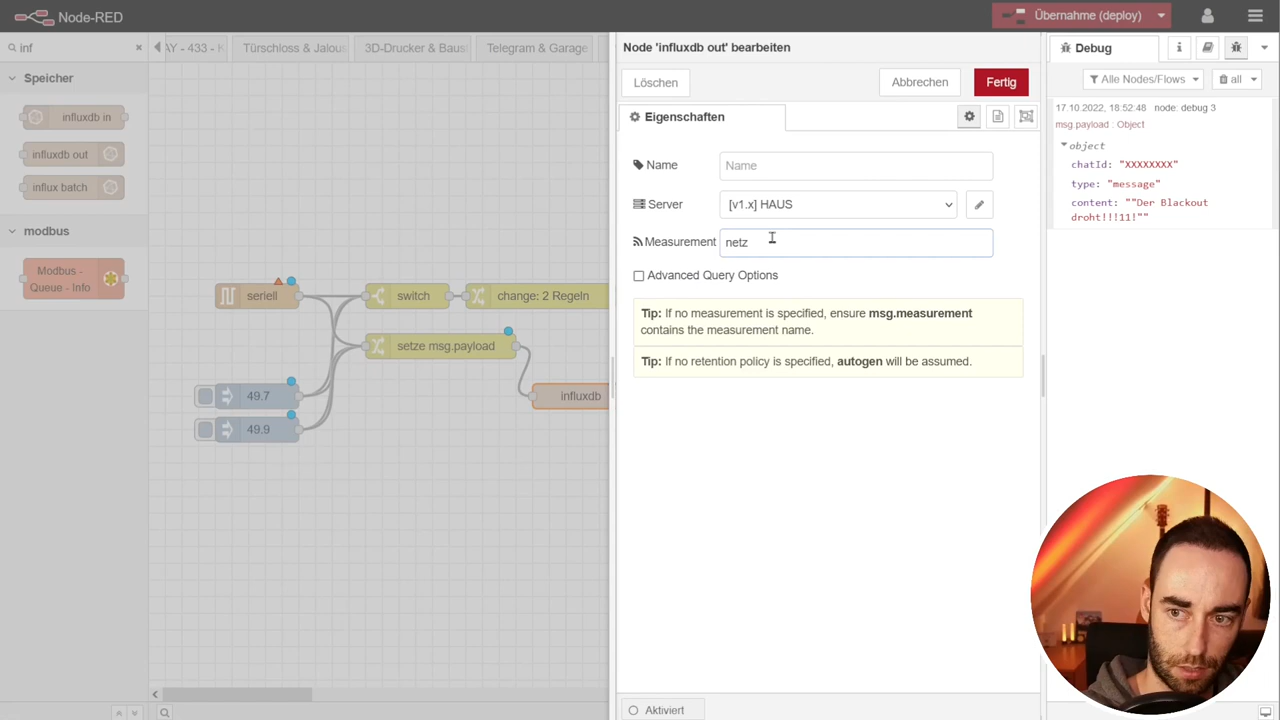 Node-RED
Übernahme (deploy)
inf
AY - 433 - K
Türschloss & Jalous
3D-Drucker & Baust
Telegram & Garage
Speicher
influxdb in
influxdb out
influx batch
modbus
Modbus -
Queue - Info
seriell
switch
change: 2 Regeln
setze msg.payload
49.7
49.9
influxdb
Node 'influxdb out' bearbeiten
Löschen
Abbrechen
Fertig
Eigenschaften
Name
Name
Server
[v1.x] HAUS
Measurement
netz
Advanced Query Options
Tip: If no measurement is specified, ensure msg.measurement
contains the measurement name.
Tip: If no retention policy is specified, autogen will be assumed.
Aktiviert
Debug
Alle Nodes/Flows
all
17.10.2022, 18:52:48 node: debug 3
msg.payload : Object
object
chatId: "XXXXXXXX"
type: "message"
content: ""Der Blackout
droht!!!11!""